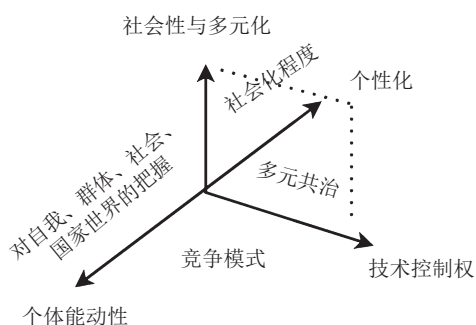 社会性与多元化
社会化程度
个性化
对自我、群体、社会、
国家世界的把握
多元共治
竞争模式
技术控制权
个体能动性